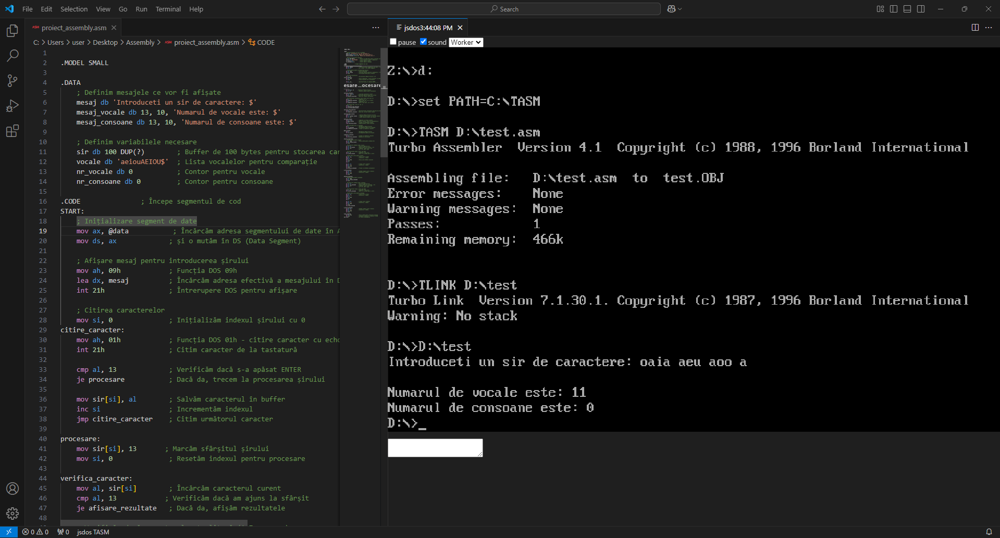 File Edit Selection View Go Run Terminal Help
Search
proiect_assembly.asm
C: > Users > user > Desktop > Assembly > ASM proiect_assembly.asm > CODE
1
2 .MODEL SMALL
3
4 .DATA
5 ; Definim mesajele ce vor fi afișate
6 mesaj db 'Introduceti un sir de caractere: $'
7 mesaj_vocale db 13, 10, 'Numarul de vocale este: $'
8 mesaj_consoane db 13, 10, 'Numarul de consoane este: $'
9
10 ; Definim variabilele necesare
11 sir db 100 DUP(?) ; Buffer de 100 bytes pentru stocarea car
12 vocale db 'aeiouAEIOU$' ; Lista vocalelor pentru comparație
13 nr_vocale db 0 ; Contor pentru vocale
14 nr_consoane db 0 ; Contor pentru consoane
15
16 .CODE ; Începe segmentul de cod
17 START:
18 ; Inițializare segment de date
19 mov ax, @data ; Încărcăm adresa segmentului de date în A
20 mov ds, ax ; și o mutăm în DS (Data Segment)
21
22 ; Afișare mesaj pentru introducerea șirului
23 mov ah, 09h ; Funcția DOS 09h
24 lea dx, mesaj ; Încărcăm adresa efectivă a mesajului în D
25 int 21h ; Întrerupere DOS pentru afișare
26
27 ; Citirea caracterelor
28 mov si, 0 ; Inițializăm indexul șirului cu 0
29 citire_caracter:
30 mov ah, 01h ; Funcția DOS 01h - citire caracter cu echo
31 int 21h ; Citim caracter de la tastatură
32
33 cmp al, 13 ; Verificăm dacă s-a apăsat ENTER
34 je procesare ; Dacă da, trecem la procesarea șirului
35
36 mov sir[si], al ; Salvăm caracterul în buffer
37 inc si ; Incrementăm indexul
38 jmp citire_caracter ; Citim următorul caracter
39
40 procesare:
41 mov sir[si], 13 ; Marcăm sfârșitul șirului
42 mov si, 0 ; Resetăm indexul pentru procesare
43
44 verifica_caracter:
45 mov al, sir[si] ; Încărcăm caracterul curent
46 cmp al, 13 ; Verificăm dacă am ajuns la sfârșit
47 je afisare_rezultate ; Dacă da, afișăm rezultatele
48
esare...ocesare
jsdos3:44:08 PM
pause sound Worker
Z:\>d:
D:\>set PATH=C:\TASM
D:\>TASM D:\test.asm
Turbo Assembler Version 4.1 Copyright (c) 1988, 1996 Borland International
Assembling file: D:\test.asm to test.OBJ
Error messages: None
Warning messages: None
Passes: 1
Remaining memory: 466k
D:\>TLINK D:\test
Turbo Link Version 7.1.30.1. Copyright (c) 1987, 1996 Borland International
Warning: No stack
D:\>D:\test
Introduceti un sir de caractere: oaia aeu aoo a
Numarul de vocale este: 11
Numarul de consoane este: 0
D:\>_
0 0 0 jsdos TASM